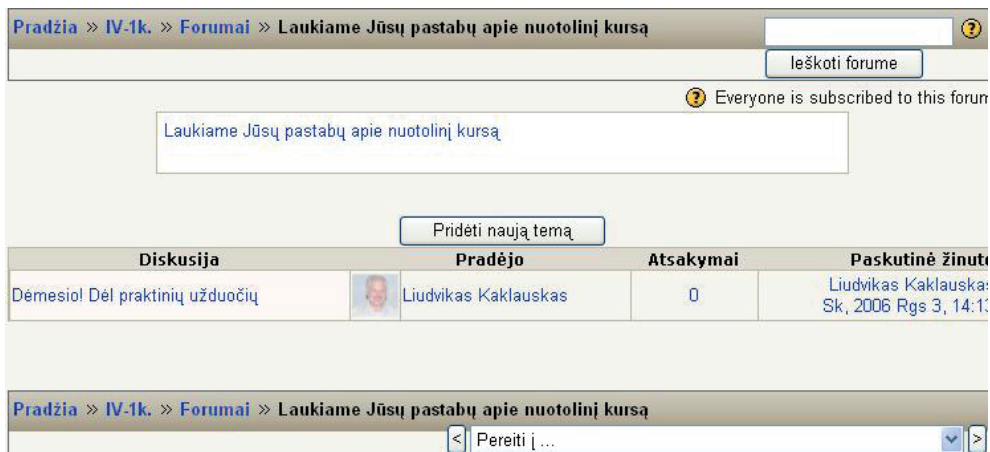 Pradžia » IV-1k. » Forumai » Laukiame Jūsų pastabų apie nuotolinį kursą
Ieškoti forume
Everyone is subscribed to this forum
Laukiame Jūsų pastabų apie nuotolinį kursą
Pridėti naują temą
Diskusija Pradėjo Atsakymai Paskutinė žinutė
Dėmesio! Dėl praktinių užduočių Liudvikas Kaklauskas 0 Liudvikas Kaklauskas
Sk, 2006 Rgs 3, 14:13
Pradžia » IV-1k. » Forumai » Laukiame Jūsų pastabų apie nuotolinį kursą
< Pereiti į ... >